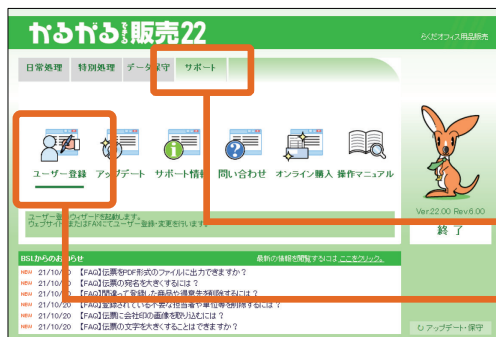 かるがるできる販売22
らくだオフィス用品販売
日常処理 特別処理 データ保守 サポート
ユーザー登録 アップデート サポート情報 問い合わせ オンライン購入 操作マニュアル
Ver.22.00 Rev.6.00
終 了
ユーザー登録ウィザードを起動します。
ウェブサイトまたはFAXにてユーザー登録・変更を行います。
BSLからのお知らせ 最新の情報を閲覧するにはここをクリック。
NEW 21/10/20 【FAQ】伝票をPDF形式のファイルに出力できますか?
NEW 21/10/20 【FAQ】伝票の宛名を大きくするには?
NEW 21/10/20 【FAQ】間違って登録した商品や得意先を削除するには?
NEW 21/10/20 【FAQ】登録されている不要な担当者や単位等を削除するには?
NEW 21/10/20 【FAQ】伝票に会社印の画像を取り込むには?
NEW 21/10/20 【FAQ】伝票の文字を大きくすることはできますか?
アップデート・保守